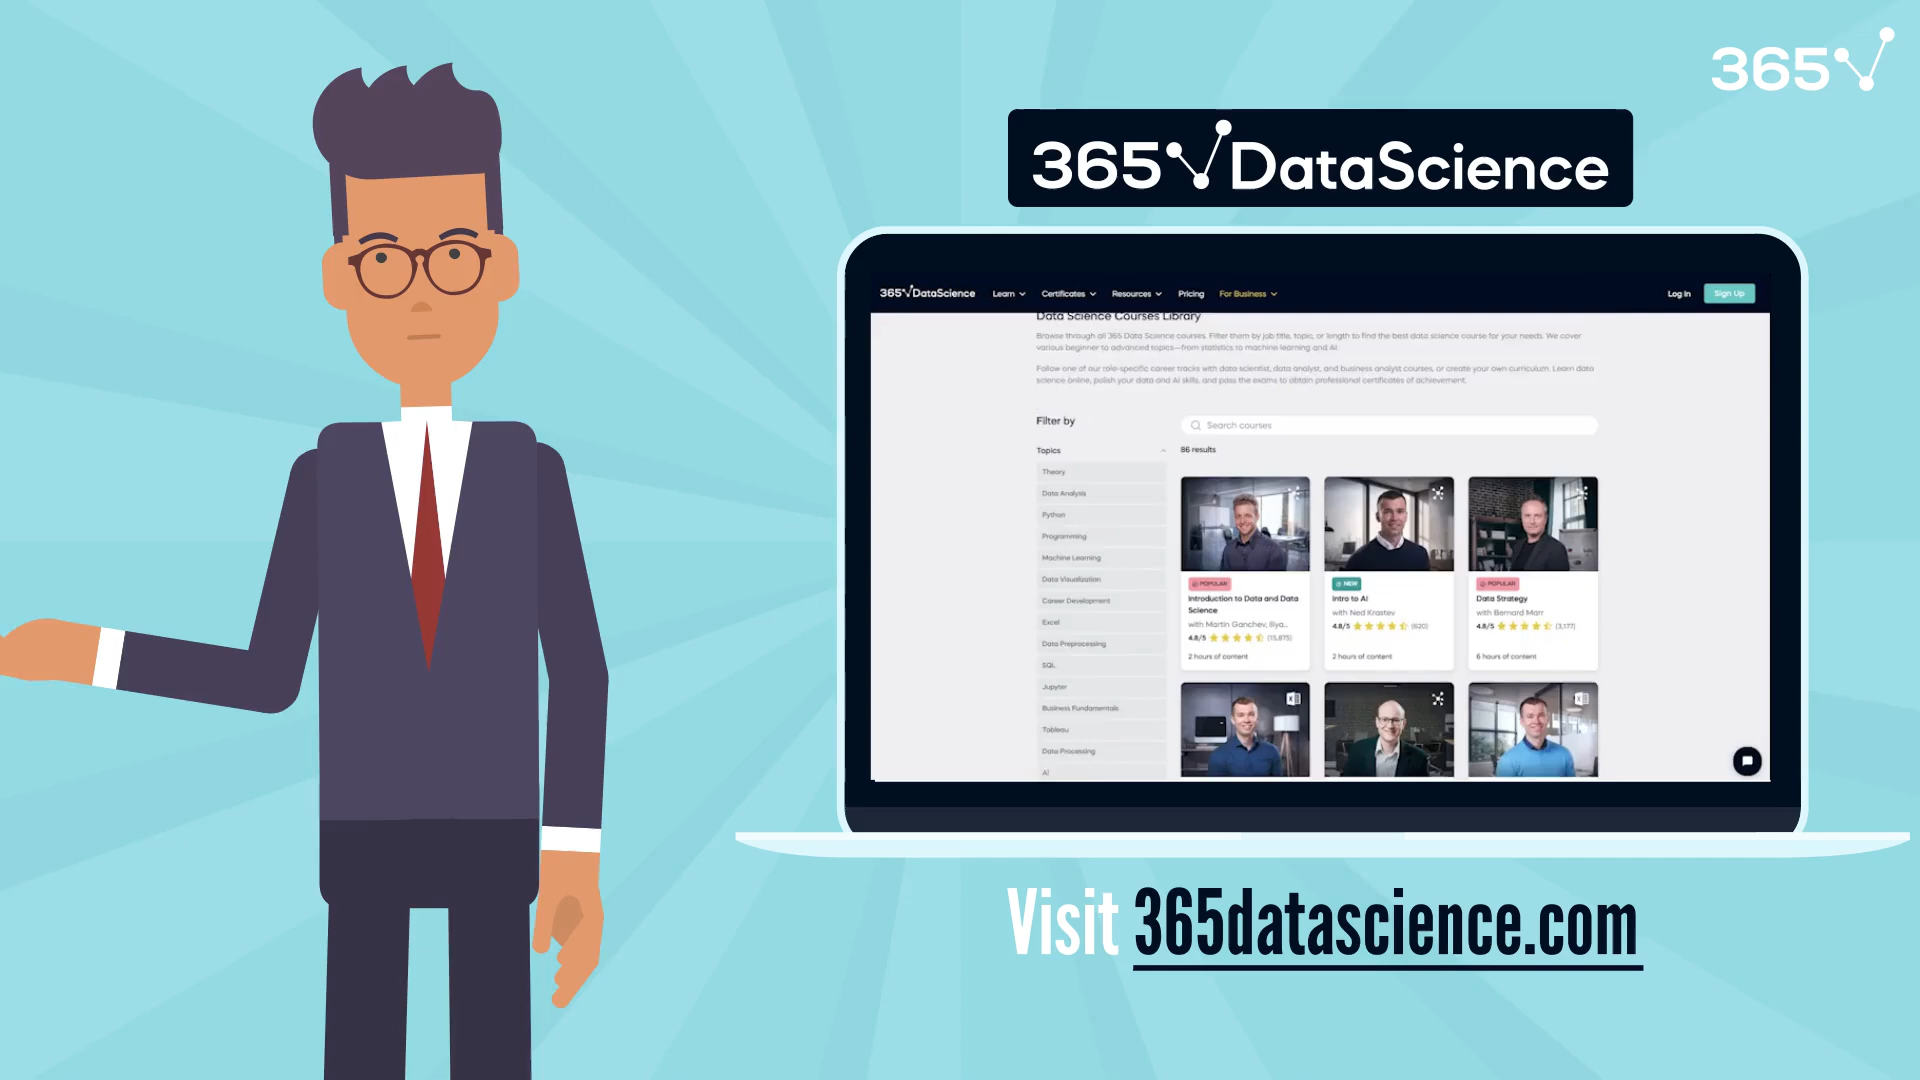 365
365 DataScience
365 DataScience Learn Certificates Resources Pricing For Business Log In Sign Up
Data Science Courses Library
Browse through all 365 Data Science courses. Filter them by job title, topic, or length to find the best data science course for your needs. We cover
various beginner to advanced topics—from statistics to machine learning and AI.
Follow one of our role-specific career tracks with data scientist, data analyst, and business analyst courses, or create your own curriculum. Learn data
science online, polish your data and AI skills, and pass the exams to obtain professional certificates of achievement.
Filter by
Search courses
Topics
86 results
Theory
Data Analysis
Python
Programming
Machine Learning
Data Visualization
Career Development
Excel
Data Preprocessing
SQL
Jupyter
Business Fundamentals
Tableau
Data Processing
AI
POPULAR
Introduction to Data and Data
Science
with Martin Ganchev, Iliya...
4.8/5 (15,875)
2 hours of content
NEW
Intro to AI
with Ned Krastev
4.8/5 (620)
2 hours of content
POPULAR
Data Strategy
with Bernard Marr
4.8/5 (3,177)
6 hours of content
Visit 365datascience.com